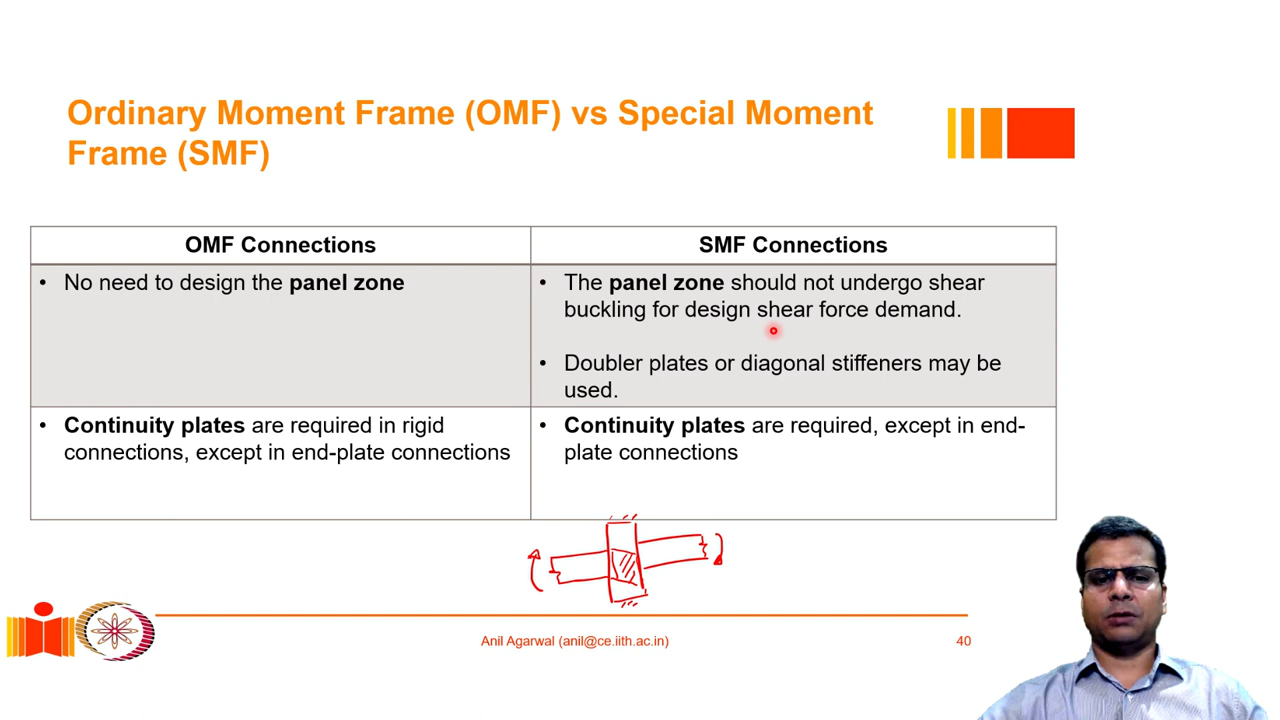 Ordinary Moment Frame (OMF) vs Special Moment
Frame (SMF)
OMF Connections
SMF Connections
• No need to design the panel zone
• The panel zone should not undergo shear
buckling for design shear force demand.
• Doubler plates or diagonal stiffeners may be
used.
• Continuity plates are required in rigid
connections, except in end-plate connections
• Continuity plates are required, except in end-
plate connections
Anil Agarwal (anil@ce.iith.ac.in)
40